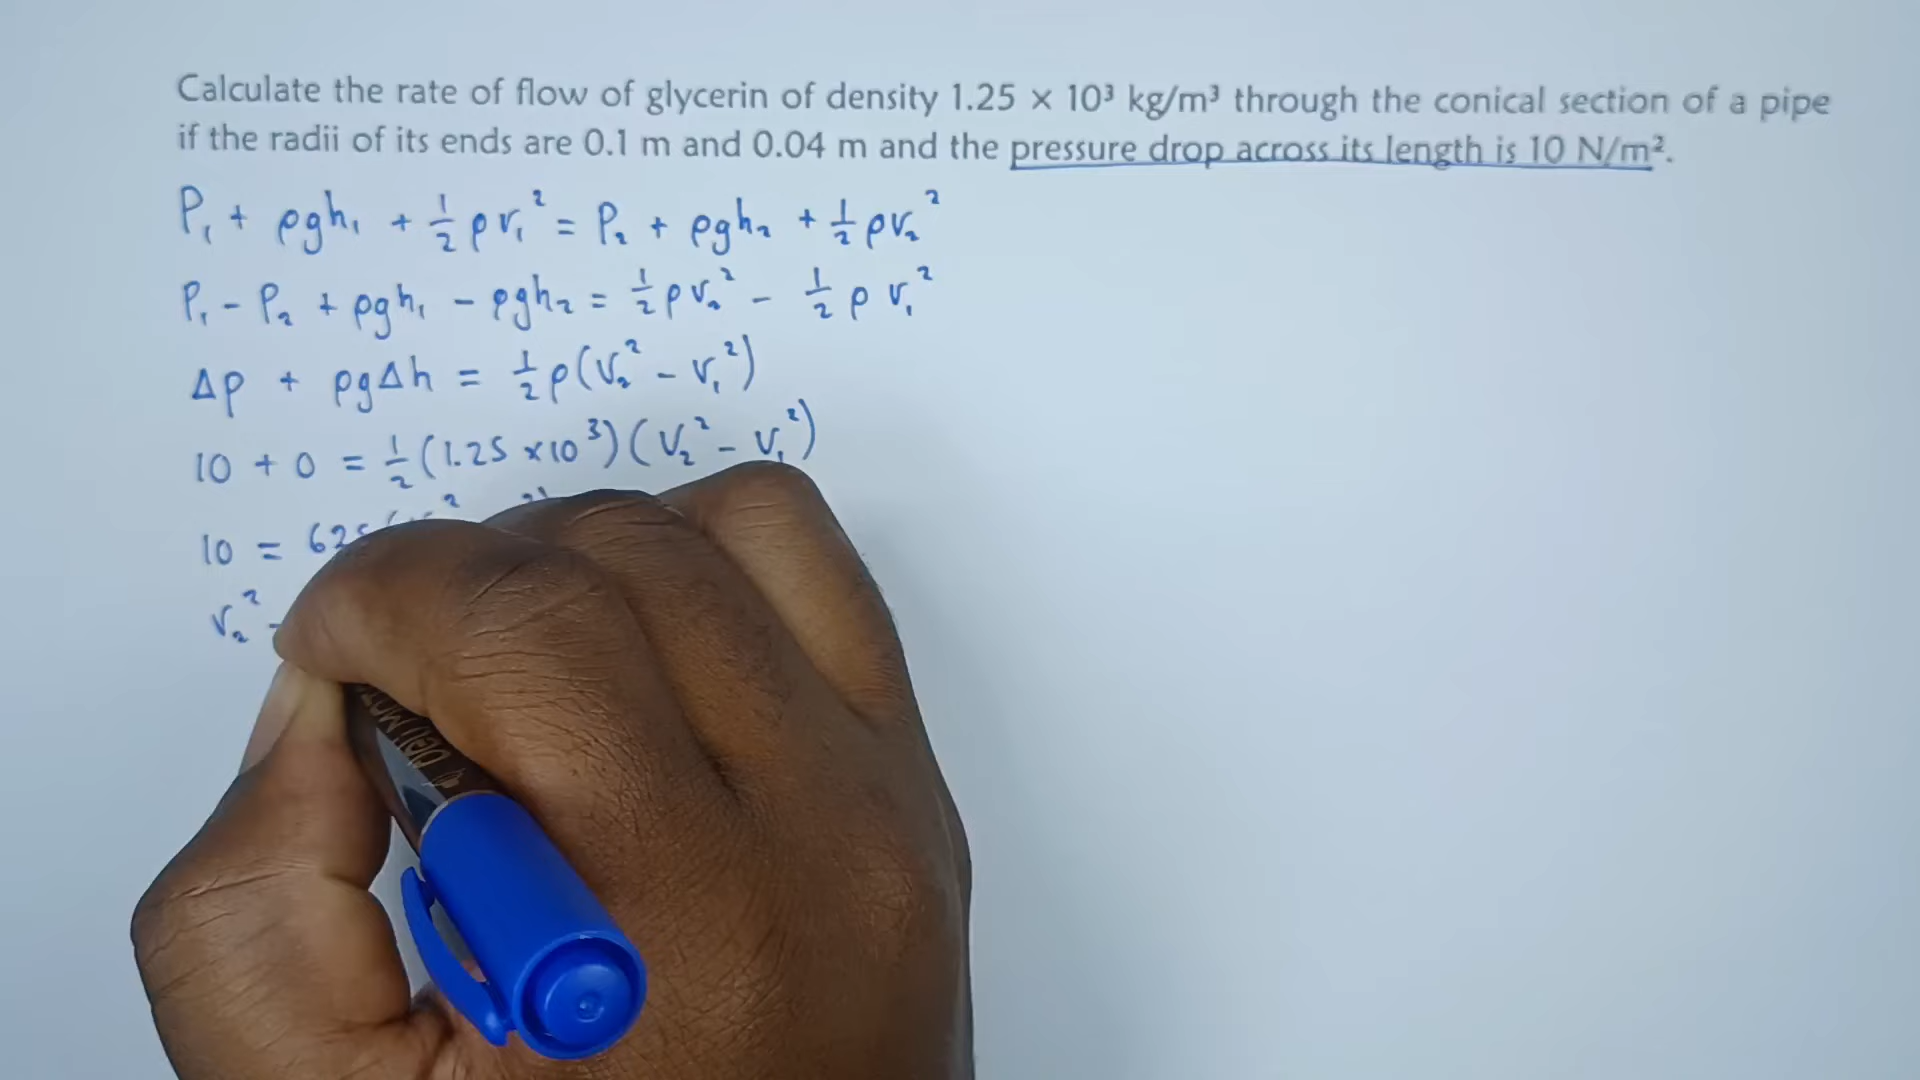 Calculate the rate of flow of glycerin of density 1.25 × 10³ kg/m³ through the conical section of a pipe
if the radii of its ends are 0.1 m and 0.04 m and the pressure drop across its length is 10 N/m².
P₁ + ρgh₁ + ½ρv₁² = P₂ + ρgh₂ + ½ρv₂²
P₁ - P₂ + ρgh₁ - ρgh₂ = ½ρv₂² - ½ρv₁²
Δp + ρgΔh = ½ρ(v₂² - v₁²)
10 + 0 = ½(1.25 ×10³)(v₂² - v₁²)
10 = 625
v₂² -
deli